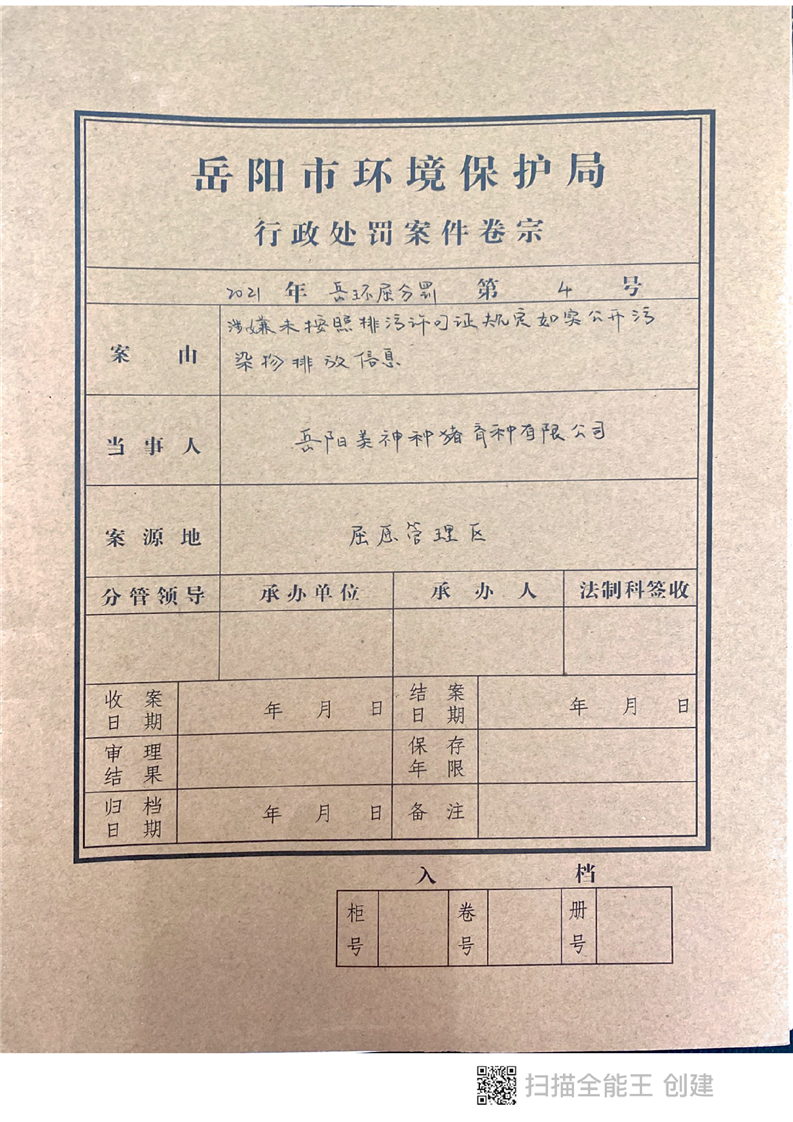 岳阳市环境保护局
行政处罚案件卷宗
2021 年 岳环屈分罚 第 4 号
案由 涉嫌未按照排污许可证规定如实公开污
染物排放信息
当事人 岳阳美神种猪育种有限公司
案源地 屈原管理区
分管领导 承办单位 承办人 法制科签收
收案日期 年 月 日 结案日期 年 月 日
审理结果 保存年限
归档日期 年 月 日 备注
入档
柜号 卷号 册号
扫描全能王 创建